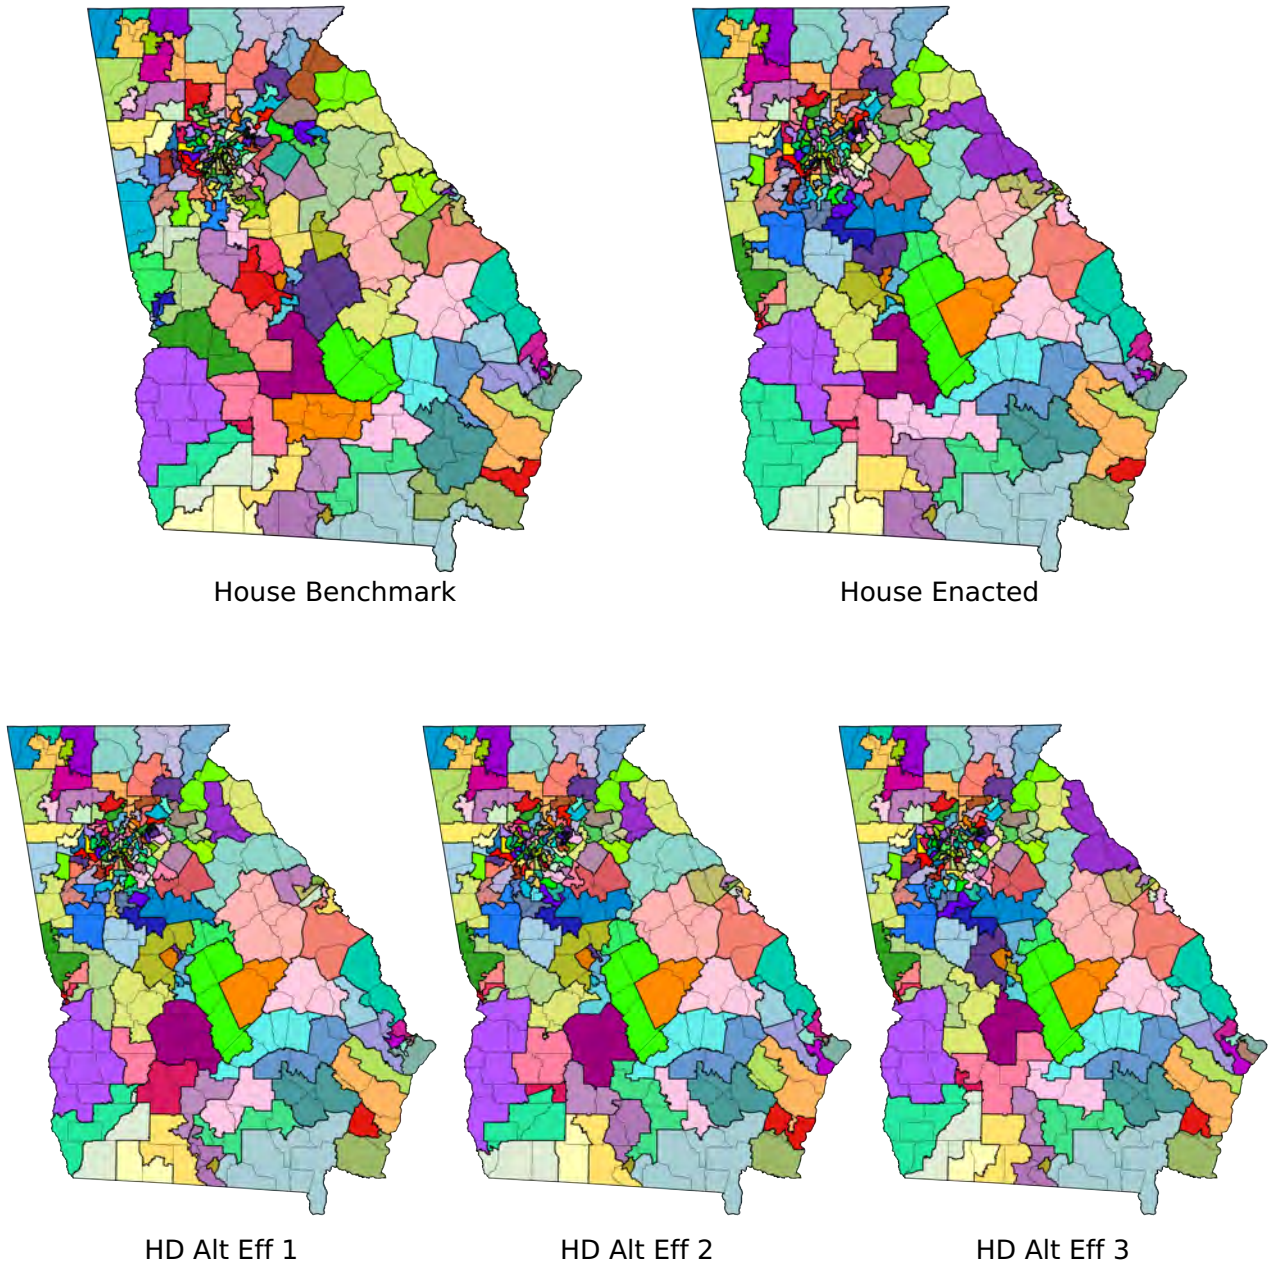 House Benchmark
House Enacted
HD Alt Eff 1
HD Alt Eff 2
HD Alt Eff 3